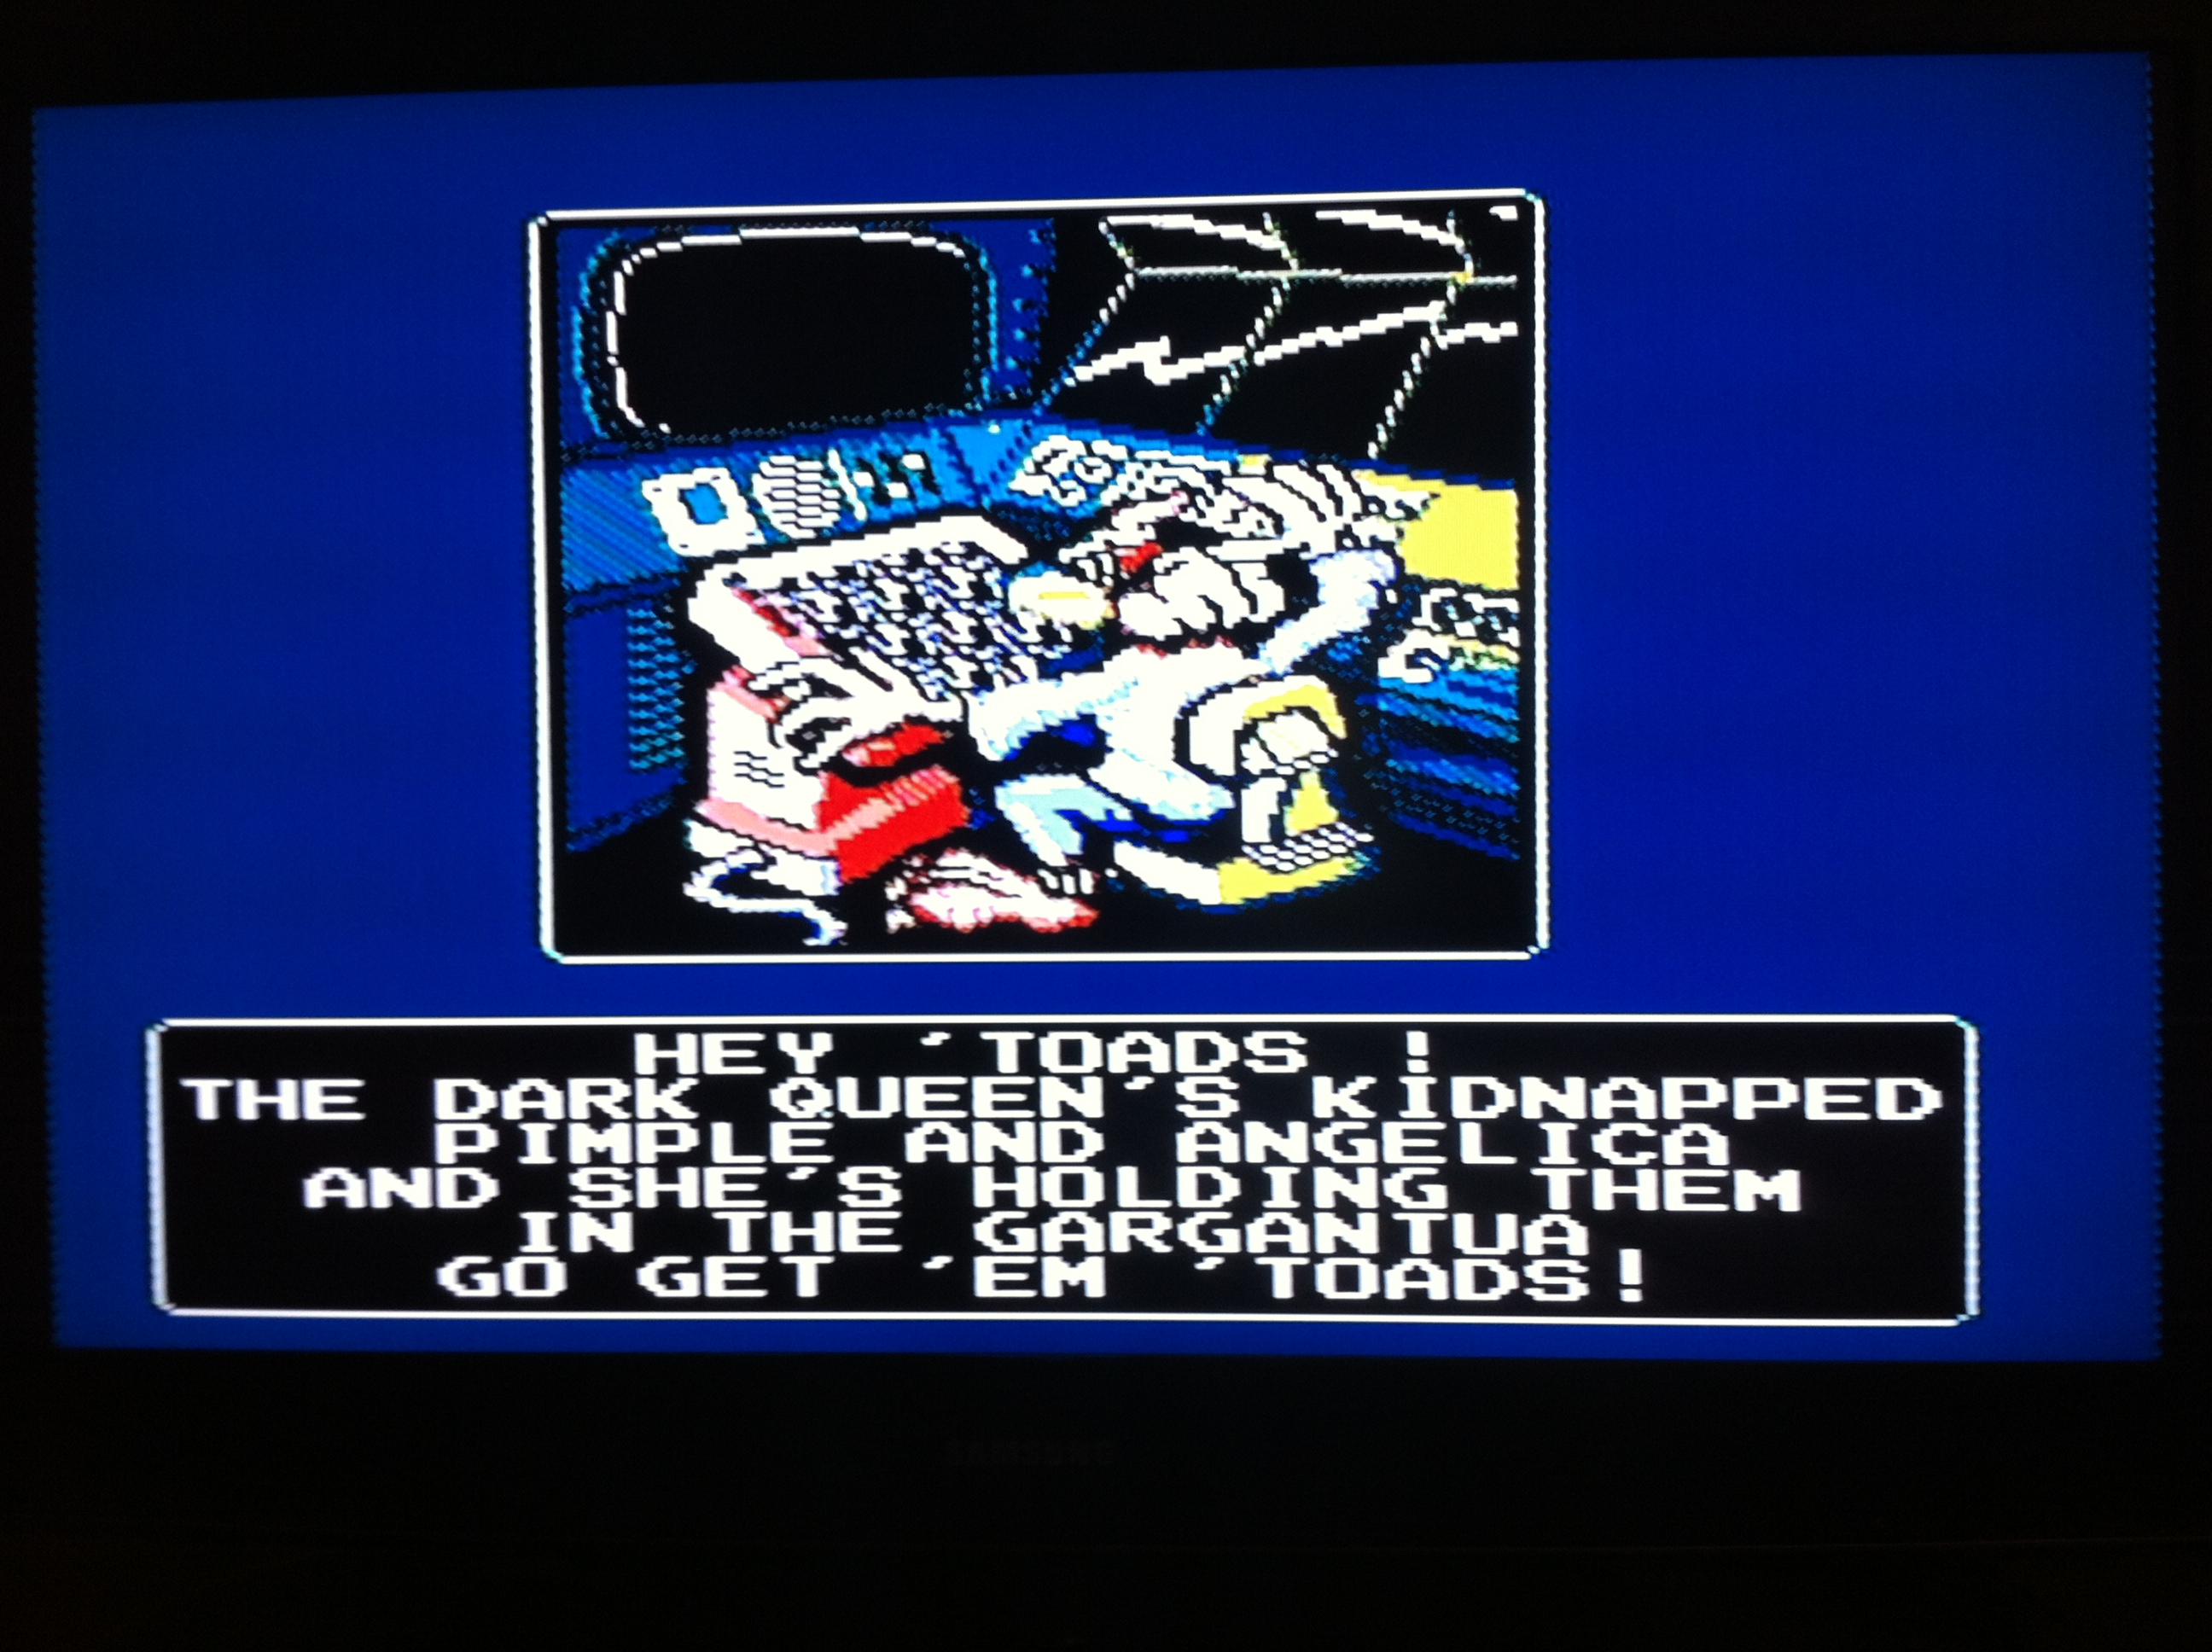 HEY 'TOADS !
THE DARK QUEEN'S KIDNAPPED
PIMPLE AND ANGELICA
AND SHE'S HOLDING THEM
IN THE GARGANTUA
GO GET 'EM 'TOADS!
SAMSUNG